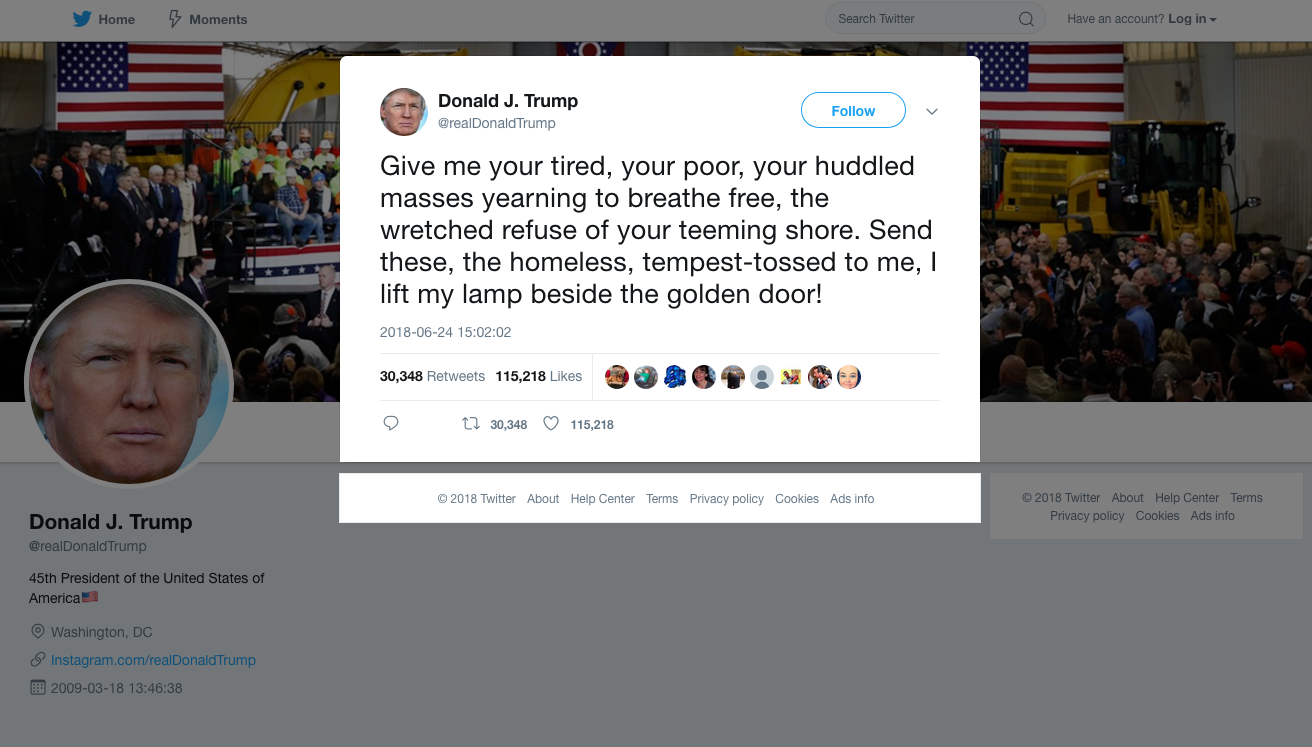 Home Moments Search Twitter Have an account? Log in
Donald J. Trump
@realDonaldTrump
Follow
Give me your tired, your poor, your huddled
masses yearning to breathe free, the
wretched refuse of your teeming shore. Send
these, the homeless, tempest-tossed to me, I
lift my lamp beside the golden door!
2018-06-24 15:02:02
30,348 Retweets 115,218 Likes
30,348 115,218
© 2018 Twitter About Help Center Terms Privacy policy Cookies Ads info
Donald J. Trump
@realDonaldTrump
45th President of the United States of
America🇺🇸
Washington, DC
Instagram.com/realDonaldTrump
2009-03-18 13:46:38
© 2018 Twitter About Help Center Terms
Privacy policy Cookies Ads info